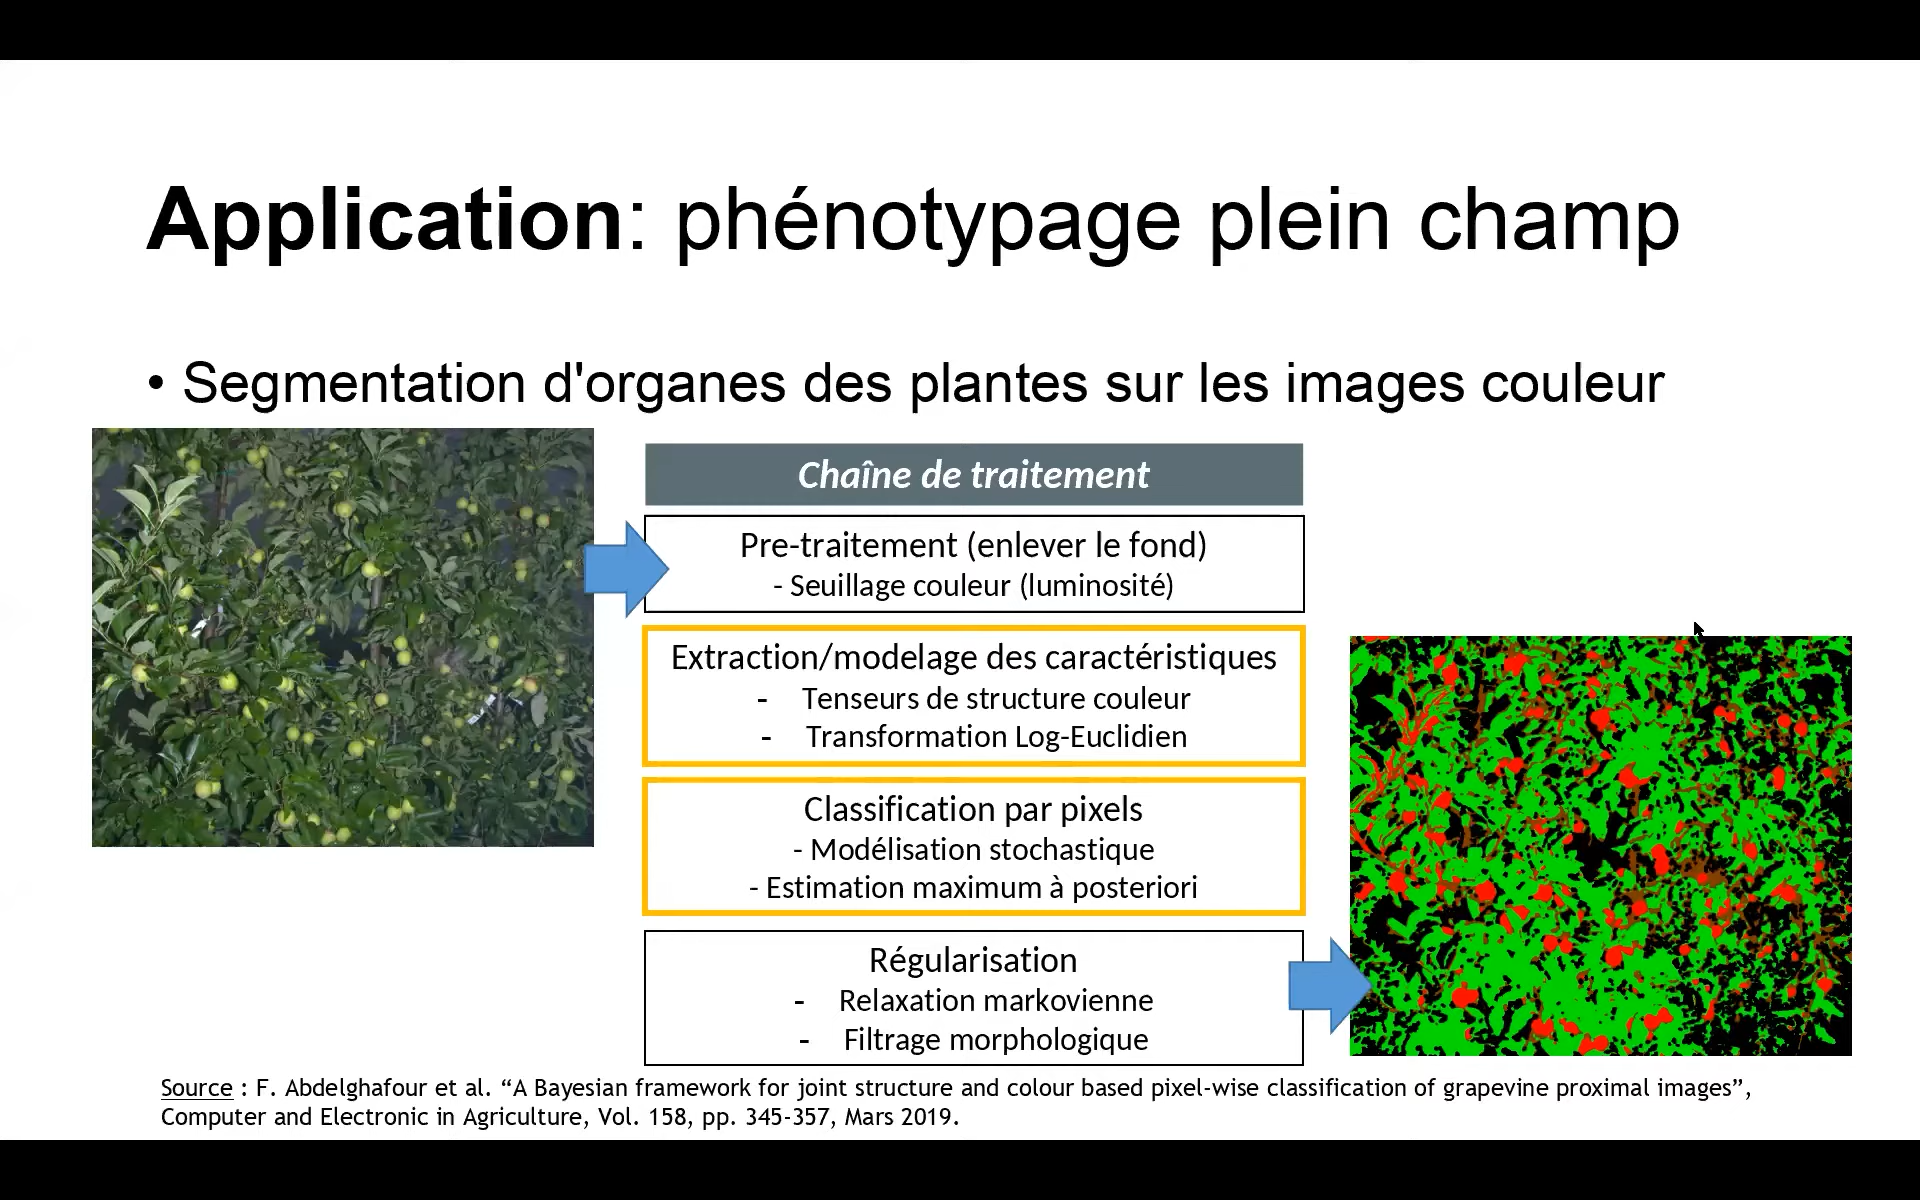 Application: phénotypage plein champ
• Segmentation d'organes des plantes sur les images couleur
Chaîne de traitement
Pre-traitement (enlever le fond)
- Seuillage couleur (luminosité)
Extraction/modelage des caractéristiques
- Tenseurs de structure couleur
- Transformation Log-Euclidien
Classification par pixels
- Modélisation stochastique
- Estimation maximum à posteriori
Régularisation
- Relaxation markovienne
- Filtrage morphologique
Source : F. Abdelghafour et al. “A Bayesian framework for joint structure and colour based pixel-wise classification of grapevine proximal images”,
Computer and Electronic in Agriculture, Vol. 158, pp. 345-357, Mars 2019.